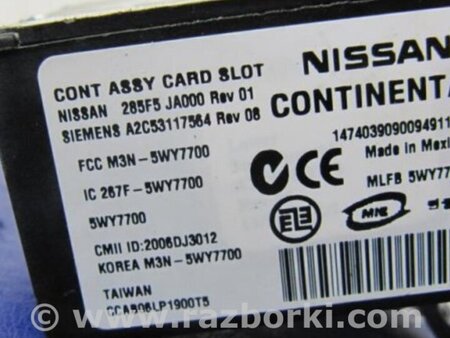 CONT ASSY CARD SLOT
NISSAN 285F5 JA000 Rev 01
SIEMENS A2C53117564 Rev 08
FCC M3N-5WY7700
IC 267F-5WY7700
5WY7700
CMII ID:2006DJ3012
KOREA M3N-5WY7700
TAIWAN
CCAB06LP1900T5
NISSAN
CONTINENTA
1474039090094911
Made in Mexi
CE
MLFB 5WY77
MIC
© www.razborki.com/